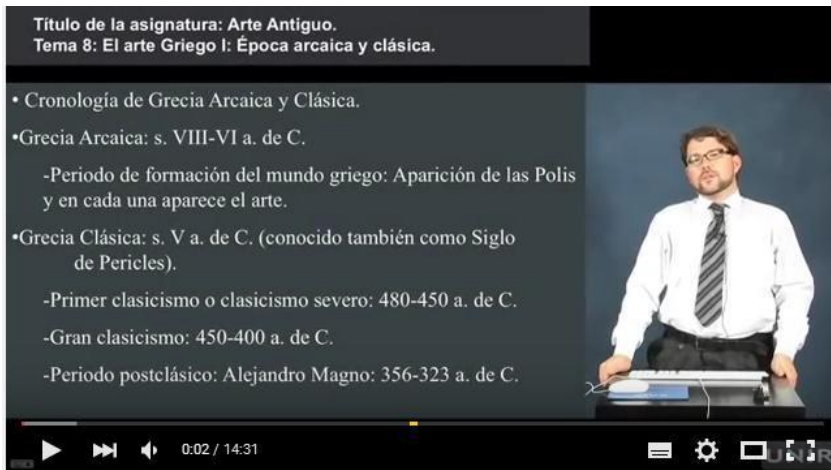 Título de la asignatura: Arte Antiguo.
Tema 8: El arte Griego I: Época arcaica y clásica.
• Cronología de Grecia Arcaica y Clásica.
•Grecia Arcaica: s. VIII-VI a. de C.
-Periodo de formación del mundo griego: Aparición de las Polis
y en cada una aparece el arte.
•Grecia Clásica: s. V a. de C. (conocido también como Siglo
de Pericles).
-Primer clasicismo o clasicismo severo: 480-450 a. de C.
-Gran clasicismo: 450-400 a. de C.
-Periodo postclásico: Alejandro Magno: 356-323 a. de C.
0:02 / 14:31
UNIR